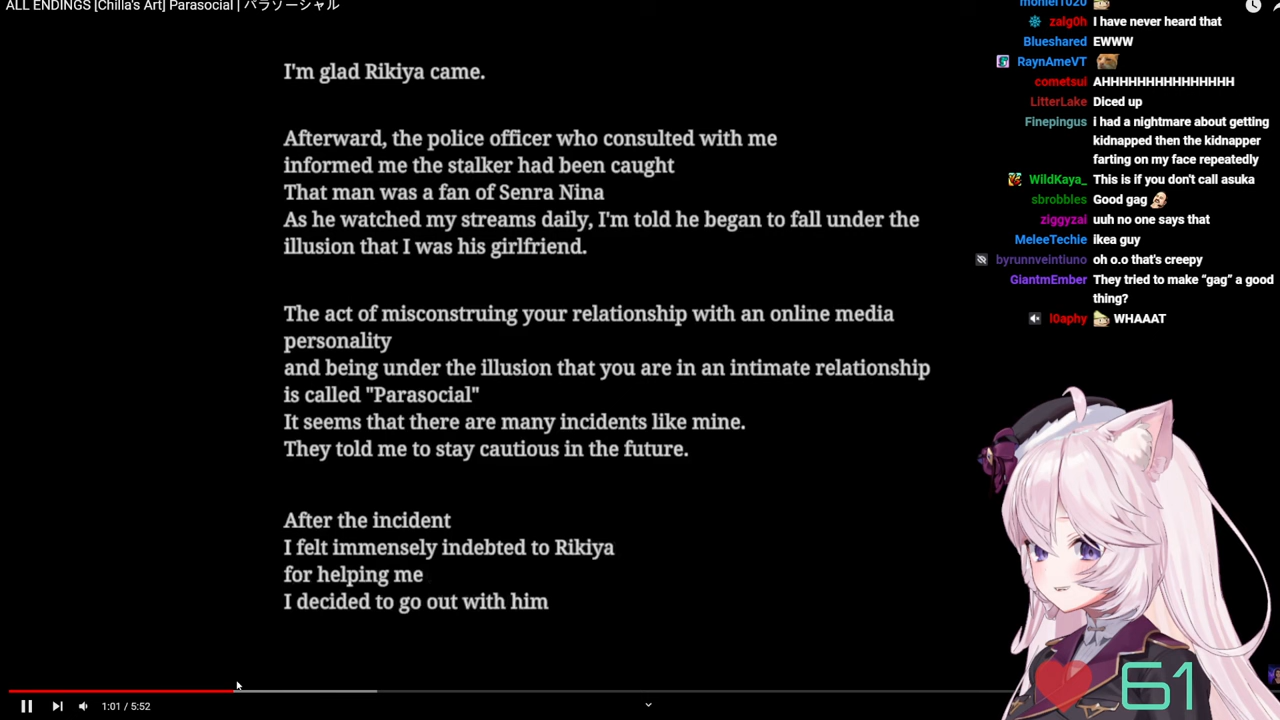 ALL ENDINGS [Chilla's Art] Parasocial | パラソーシャル
I'm glad Rikiya came.
Afterward, the police officer who consulted with me
informed me the stalker had been caught
That man was a fan of Senra Nina
As he watched my streams daily, I'm told he began to fall under the
illusion that I was his girlfriend.
The act of misconstruing your relationship with an online media
personality
and being under the illusion that you are in an intimate relationship
is called "Parasocial"
It seems that there are many incidents like mine.
They told me to stay cautious in the future.
After the incident
I felt immensely indebted to Rikiya
for helping me
I decided to go out with him
1:01 / 5:52
zalg0h I have never heard that
Blueshared EWWW
RaynAmeVT
cometsui AHHHHHHHHHHHHHHH
LitterLake Diced up
Finepingus i had a nightmare about getting
kidnapped then the kidnapper
farting on my face repeatedly
WildKaya_ This is if you don't call asuka
sbrobbles Good gag
ziggyzai uuh no one says that
MeleeTechie ikea guy
byrunnveintiuno oh o.o that's creepy
GiantmEmber They tried to make “gag” a good
thing?
l0aphy WHAAAT
61